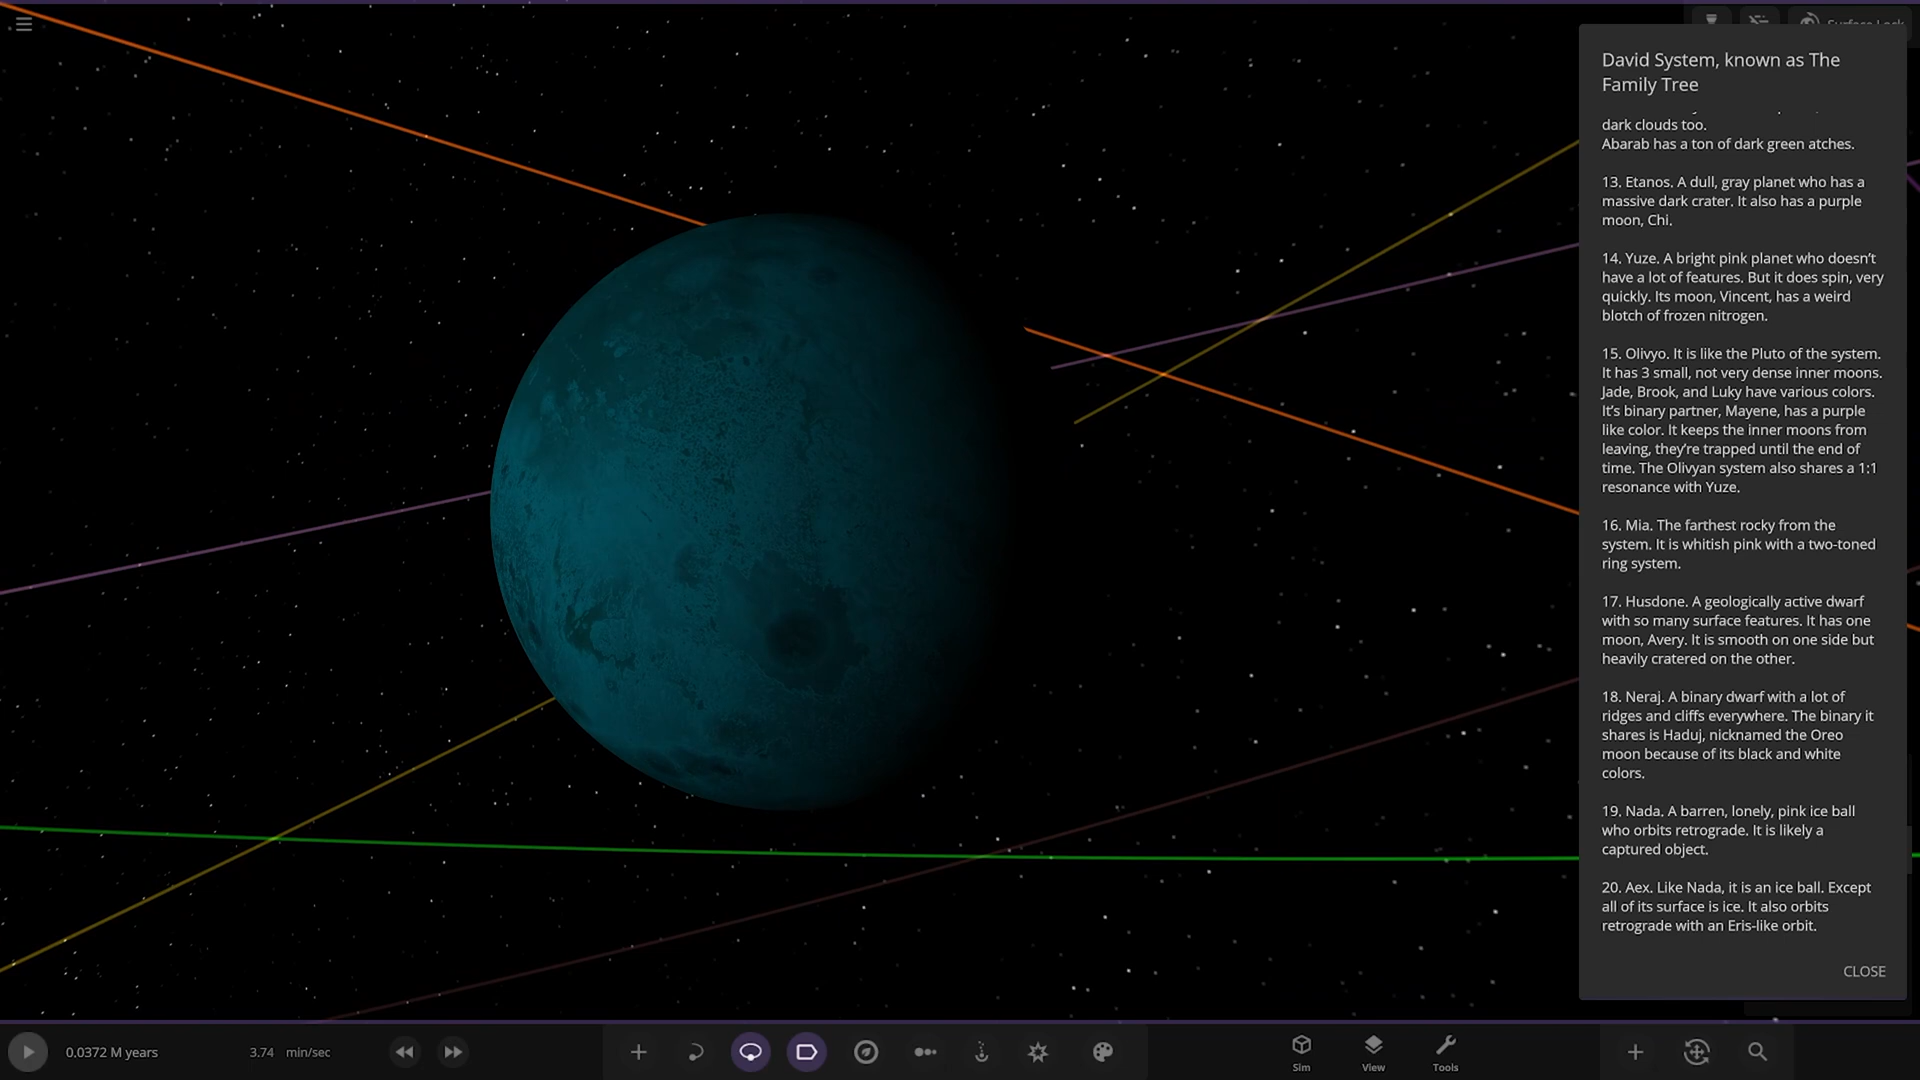 Surface Lock
David System, known as The
Family Tree
dark clouds too.
Abarab has a ton of dark green atches.
13. Etanos. A dull, gray planet who has a
massive dark crater. It also has a purple
moon, Chi.
14. Yuze. A bright pink planet who doesn’t
have a lot of features. But it does spin, very
quickly. Its moon, Vincent, has a weird
blotch of frozen nitrogen.
15. Olivyo. It is like the Pluto of the system.
It has 3 small, not very dense inner moons.
Jade, Brook, and Luky have various colors.
It’s binary partner, Mayene, has a purple
like color. It keeps the inner moons from
leaving, they’re trapped until the end of
time. The Olivyan system also shares a 1:1
resonance with Yuze.
16. Mia. The farthest rocky from the
system. It is whitish pink with a two-toned
ring system.
17. Husdone. A geologically active dwarf
with so many surface features. It has one
moon, Avery. It is smooth on one side but
heavily cratered on the other.
18. Neraj. A binary dwarf with a lot of
ridges and cliffs everywhere. The binary it
shares is Haduj, nicknamed the Oreo
moon because of its black and white
colors.
19. Nada. A barren, lonely, pink ice ball
who orbits retrograde. It is likely a
captured object.
20. Aex. Like Nada, it is an ice ball. Except
all of its surface is ice. It also orbits
retrograde with an Eris-like orbit.
CLOSE
0.0372 M years
3.74 min/sec
Sim
View
Tools